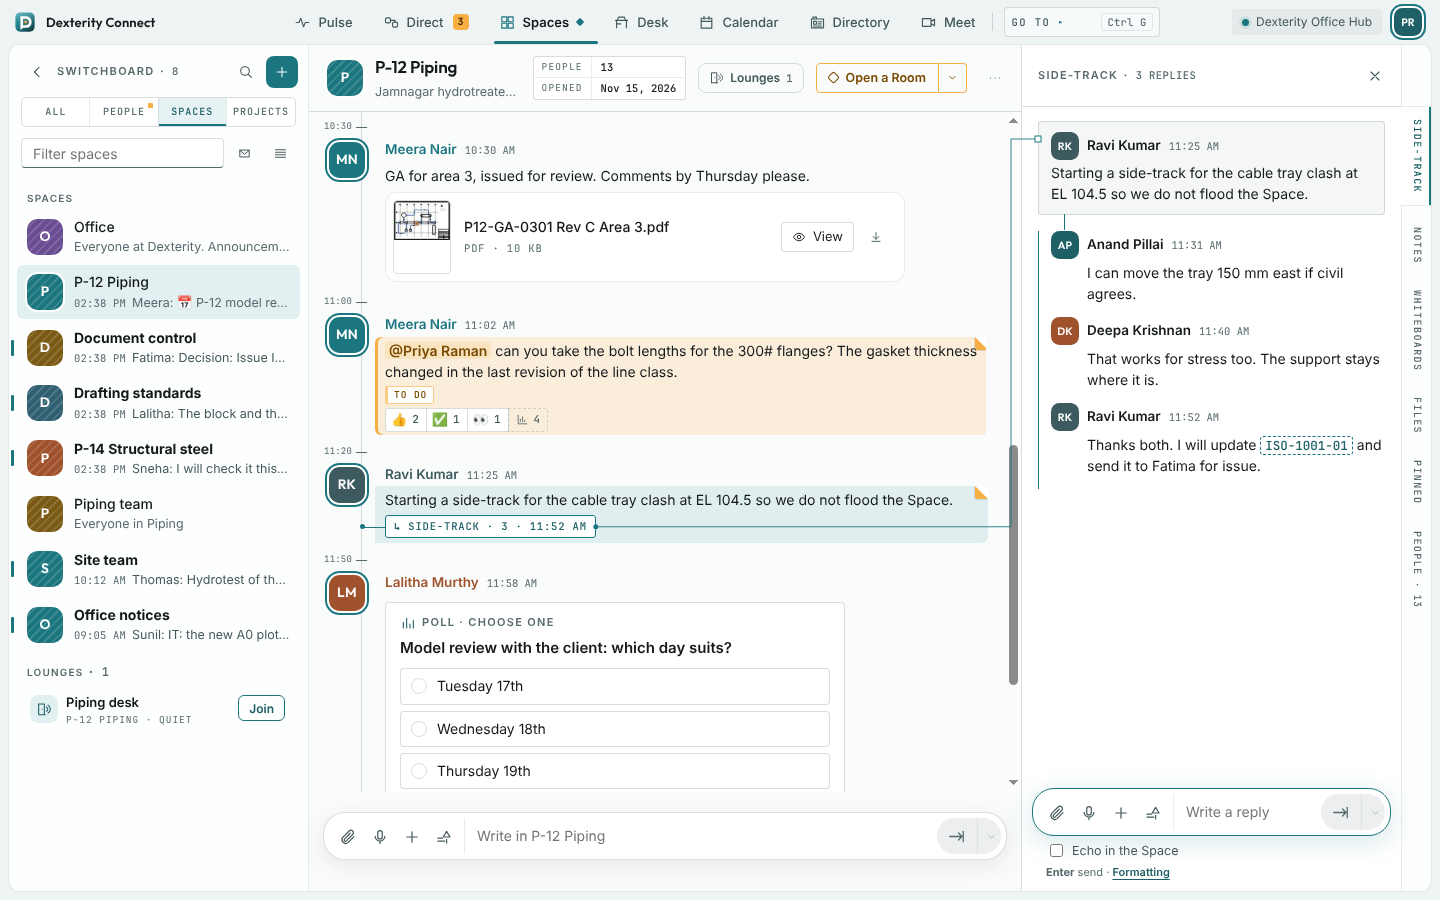 Dexterity Connect
Pulse
Direct 3
Spaces
Desk
Calendar
Directory
Meet
GO TO
Ctrl G
Dexterity Office Hub
PR
SWITCHBOARD · 8
ALL
PEOPLE
SPACES
PROJECTS
Filter spaces
SPACES
O
Office
Everyone at Dexterity. Announcem...
P
P-12 Piping
02:38 PM Meera: 📅 P-12 model re...
D
Document control
02:38 PM Fatima: Decision: Issue I...
D
Drafting standards
02:38 PM Lalitha: The block and th...
P
P-14 Structural steel
02:38 PM Sneha: I will check it this...
P
Piping team
Everyone in Piping
S
Site team
10:12 AM Thomas: Hydrotest of th...
O
Office notices
09:05 AM Sunil: IT: the new A0 plot...
LOUNGES · 1
Piping desk
P-12 PIPING · QUIET
Join
P
P-12 Piping
Jamnagar hydrotreate...
PEOPLE 13
OPENED Nov 15, 2026
Lounges 1
Open a Room
10:30
MN
Meera Nair 10:30 AM
GA for area 3, issued for review. Comments by Thursday please.
P12-GA-0301 Rev C Area 3.pdf
PDF · 10 KB
View
11:00
MN
Meera Nair 11:02 AM
@Priya Raman can you take the bolt lengths for the 300# flanges? The gasket thickness
changed in the last revision of the line class.
TO DO
👍 2 ✅ 1 👀 1 4
11:20
RK
Ravi Kumar 11:25 AM
Starting a side-track for the cable tray clash at EL 104.5 so we do not flood the Space.
↳ SIDE-TRACK · 3 · 11:52 AM
11:50
LM
Lalitha Murthy 11:58 AM
POLL · CHOOSE ONE
Model review with the client: which day suits?
Tuesday 17th
Wednesday 18th
Thursday 19th
Write in P-12 Piping
SIDE-TRACK · 3 REPLIES
RK
Ravi Kumar 11:25 AM
Starting a side-track for the cable tray clash at
EL 104.5 so we do not flood the Space.
AP
Anand Pillai 11:31 AM
I can move the tray 150 mm east if civil
agrees.
DK
Deepa Krishnan 11:40 AM
That works for stress too. The support stays
where it is.
RK
Ravi Kumar 11:52 AM
Thanks both. I will update ISO-1001-01 and
send it to Fatima for issue.
Write a reply
Echo in the Space
Enter send · Formatting
SIDE-TRACK
NOTES
WHITEBOARDS
FILES
PINNED
PEOPLE · 13